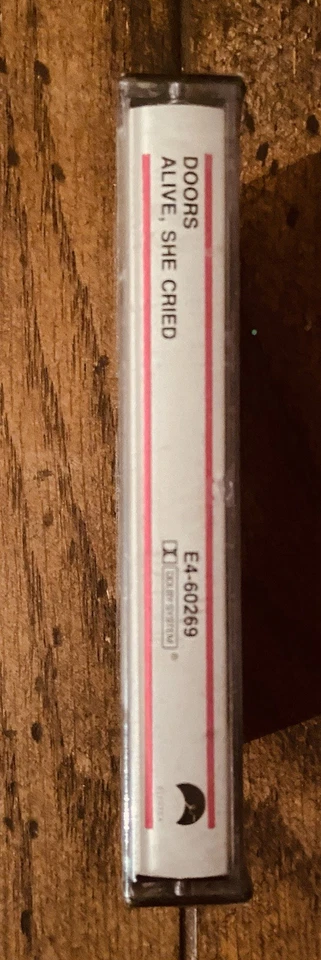 DOORS
ALIVE, SHE CRIED
E4-60269
DOLBY SYSTEM ®